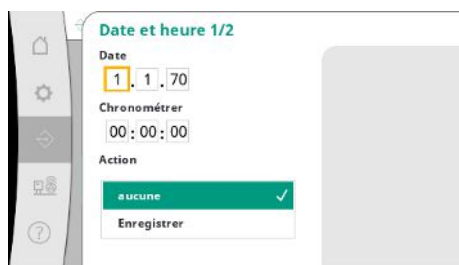 Date et heure 1/2
Date
1 . 1 . 70
Chronométrer
00 : 00 : 00
Action
aucune
Enregistrer
?